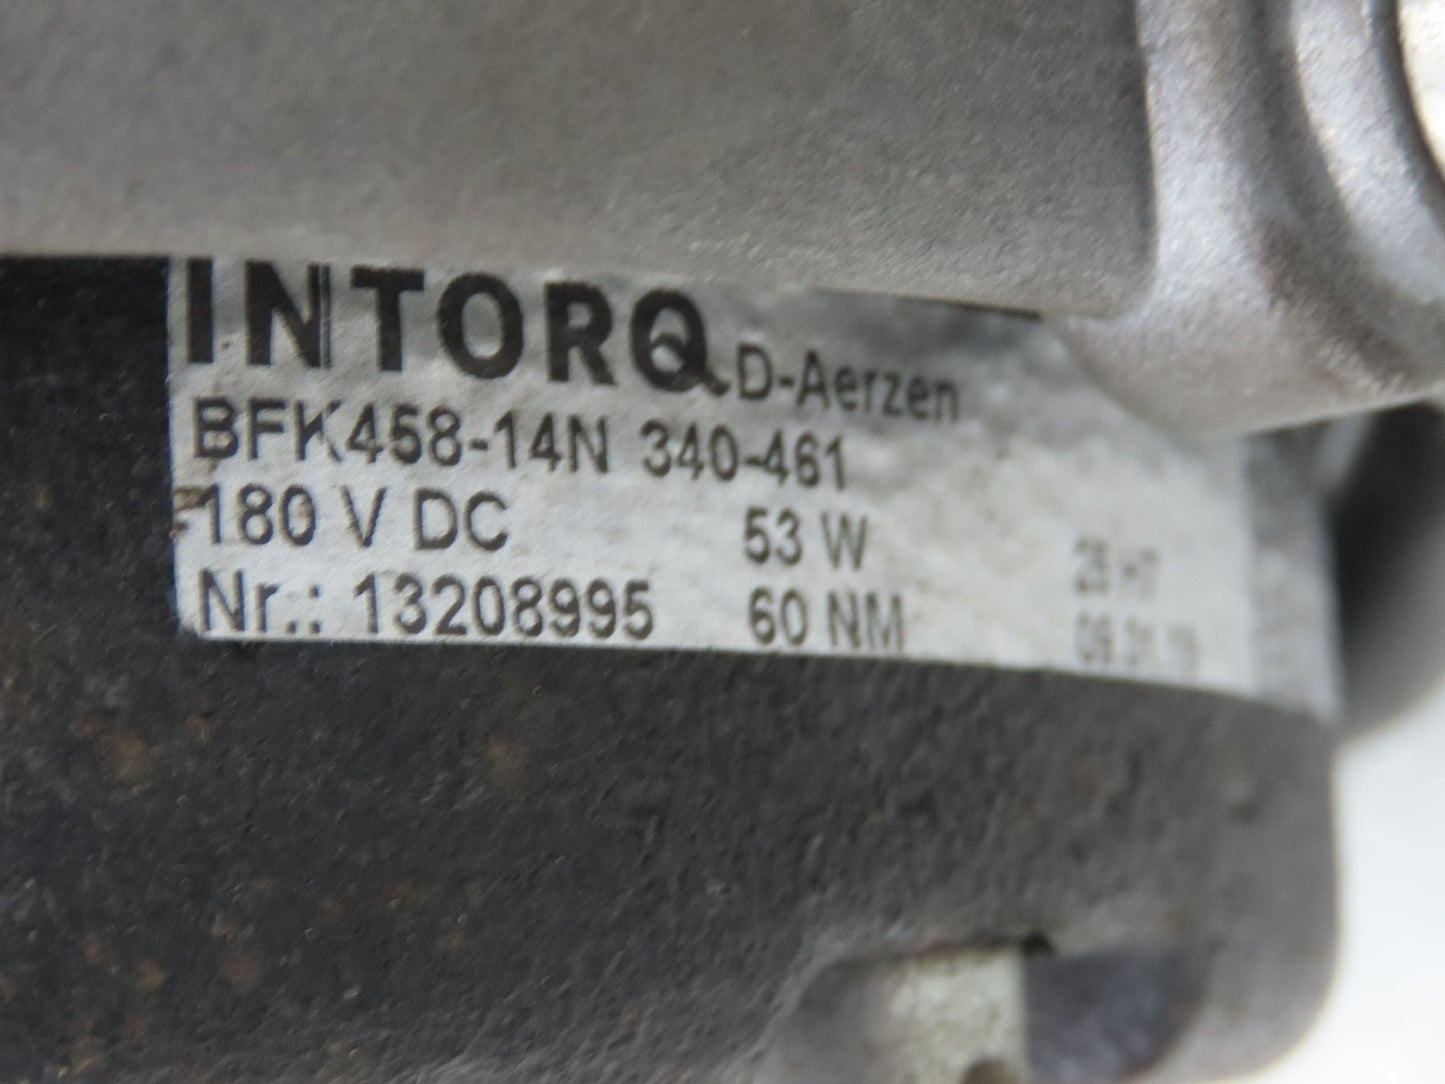 INTORQ D-Aerzen
BFK458-14N 340-461
180 V DC 53 W
Nr.: 13208995 60 NM